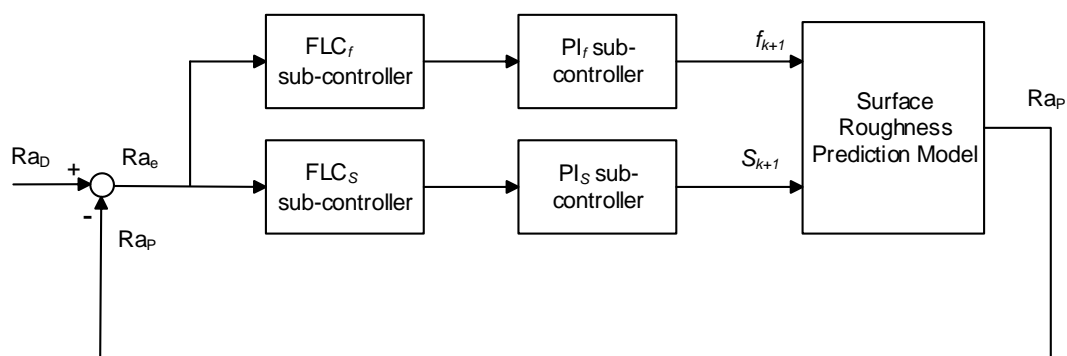 FLCf
sub-controller
PIf sub-
controller
fk+1
Surface
Roughness
Prediction Model
RaP
RaD
+
Rae
FLCS
sub-controller
PIS sub-
controller
Sk+1
-
RaP